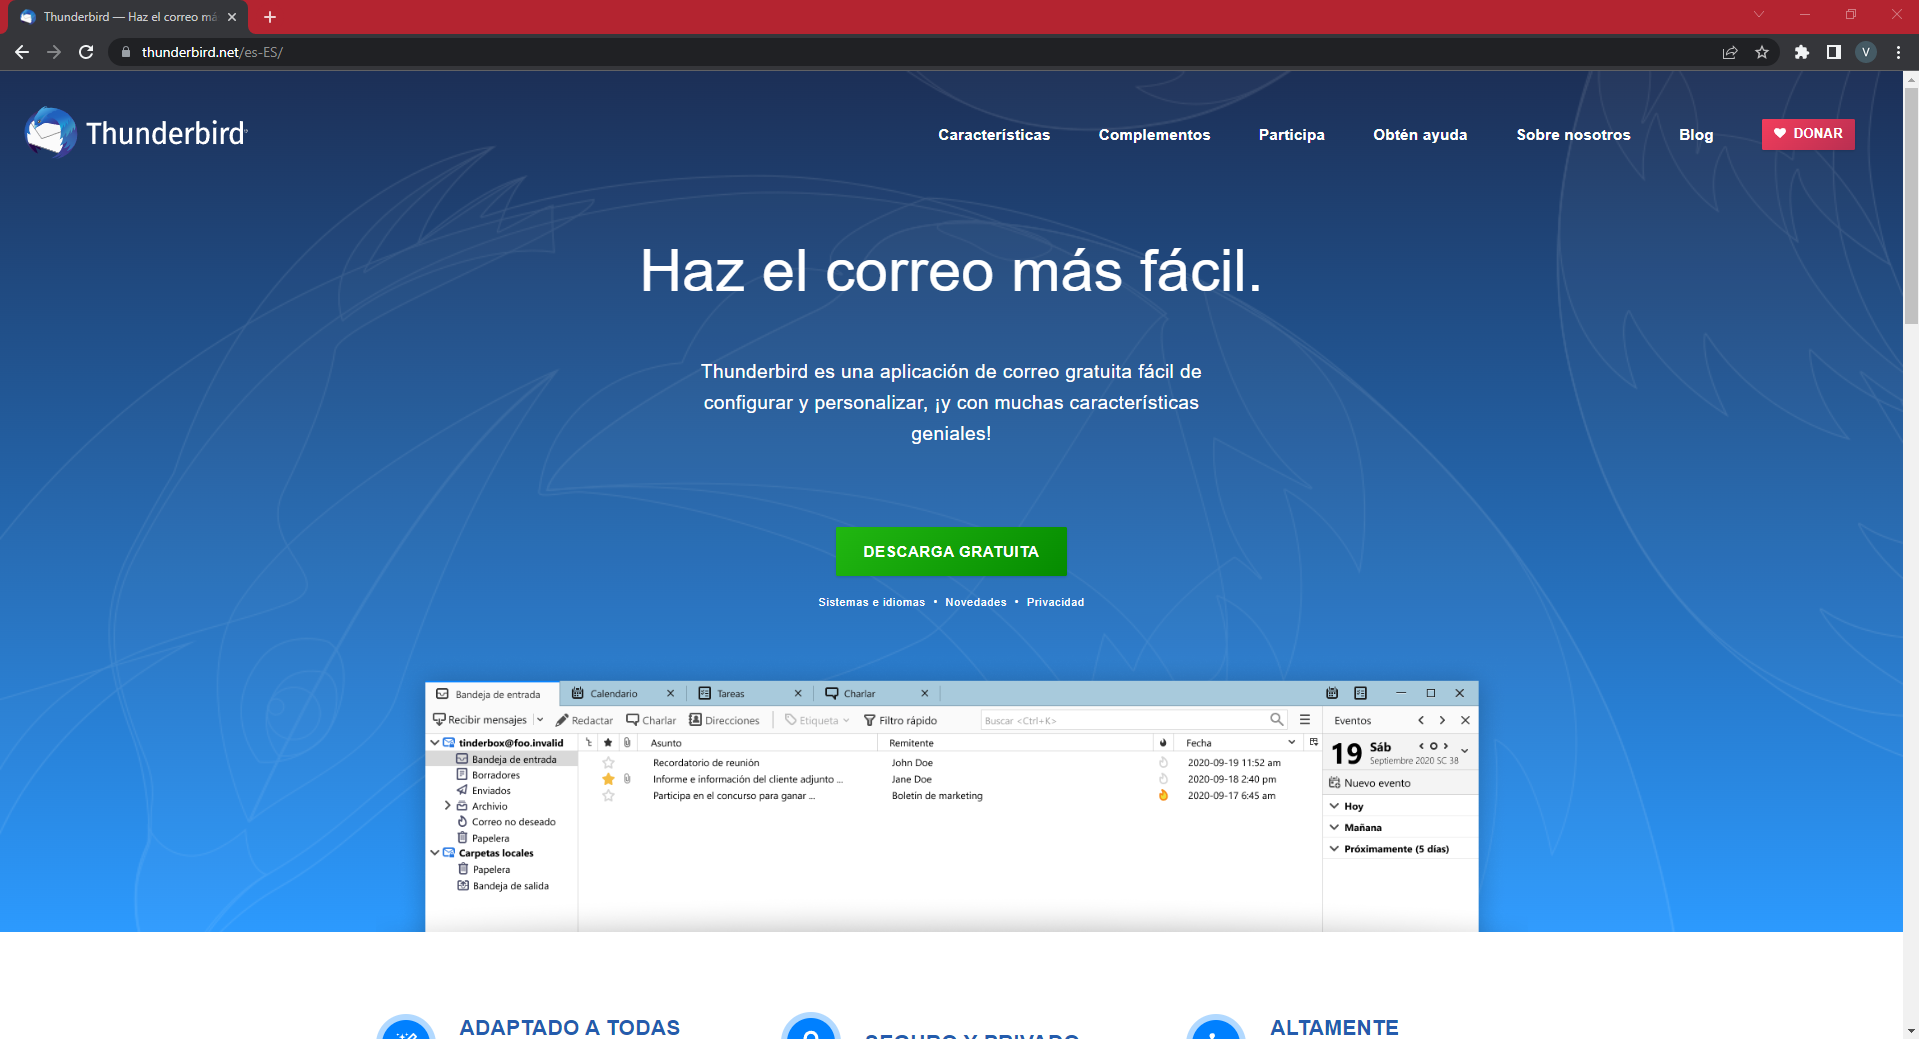 Thunderbird — Haz el correo má
thunderbird.net/es-ES/
V
Thunderbird
Características
Complementos
Participa
Obtén ayuda
Sobre nosotros
Blog
DONAR
Haz el correo más fácil.
Thunderbird es una aplicación de correo gratuita fácil de
configurar y personalizar, ¡y con muchas características
geniales!
DESCARGA GRATUITA
Sistemas e idiomas • Novedades • Privacidad
Bandeja de entrada
Calendario
Tareas
Charlar
Recibir mensajes
Redactar
Charlar
Direcciones
Etiqueta
Filtro rápido
Buscar <Ctrl+K>
Eventos
tinderbox@foo.invalid
Bandeja de entrada
Borradores
Enviados
Archivio
Correo no deseado
Papelera
Carpetas locales
Papelera
Bandeja de salida
Asunto Remitente Fecha
Recordatorio de reunión John Doe 2020-09-19 11:52 am
Informe e información del cliente adjunto ... Jane Doe 2020-09-18 2:40 pm
Participa en el concurso para ganar ... Boletín de marketing 2020-09-17 6:45 am
19 Sáb
Septiembre 2020 SC 38
Nuevo evento
Hoy
Mañana
Próximamente (5 días)
ADAPTADO A TODAS
SEGURO Y PRIVADO
ALTAMENTE